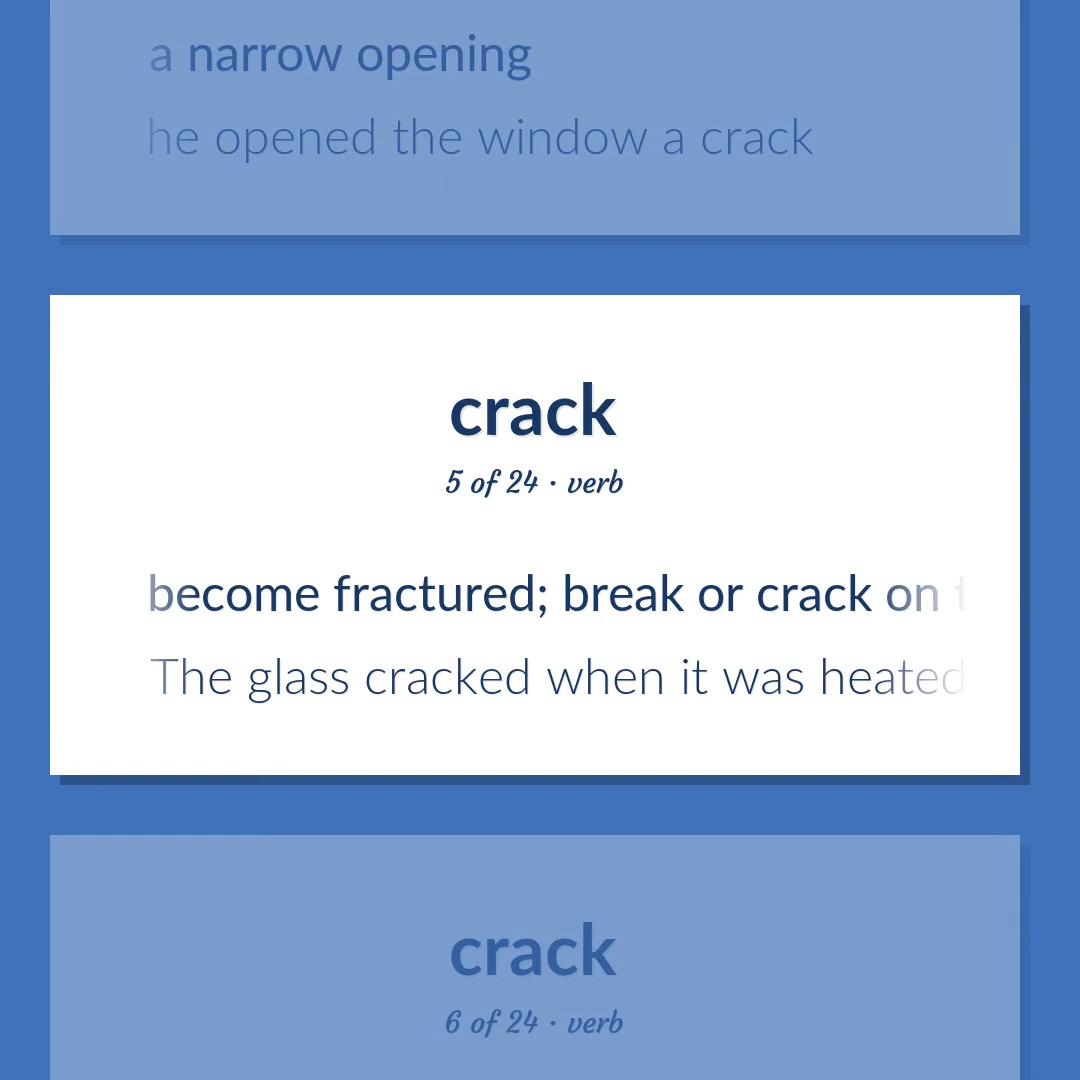 a narrow opening
he opened the window a crack
crack
5 of 24 · verb
become fractured; break or crack on
The glass cracked when it was heated
crack
6 of 24 · verb